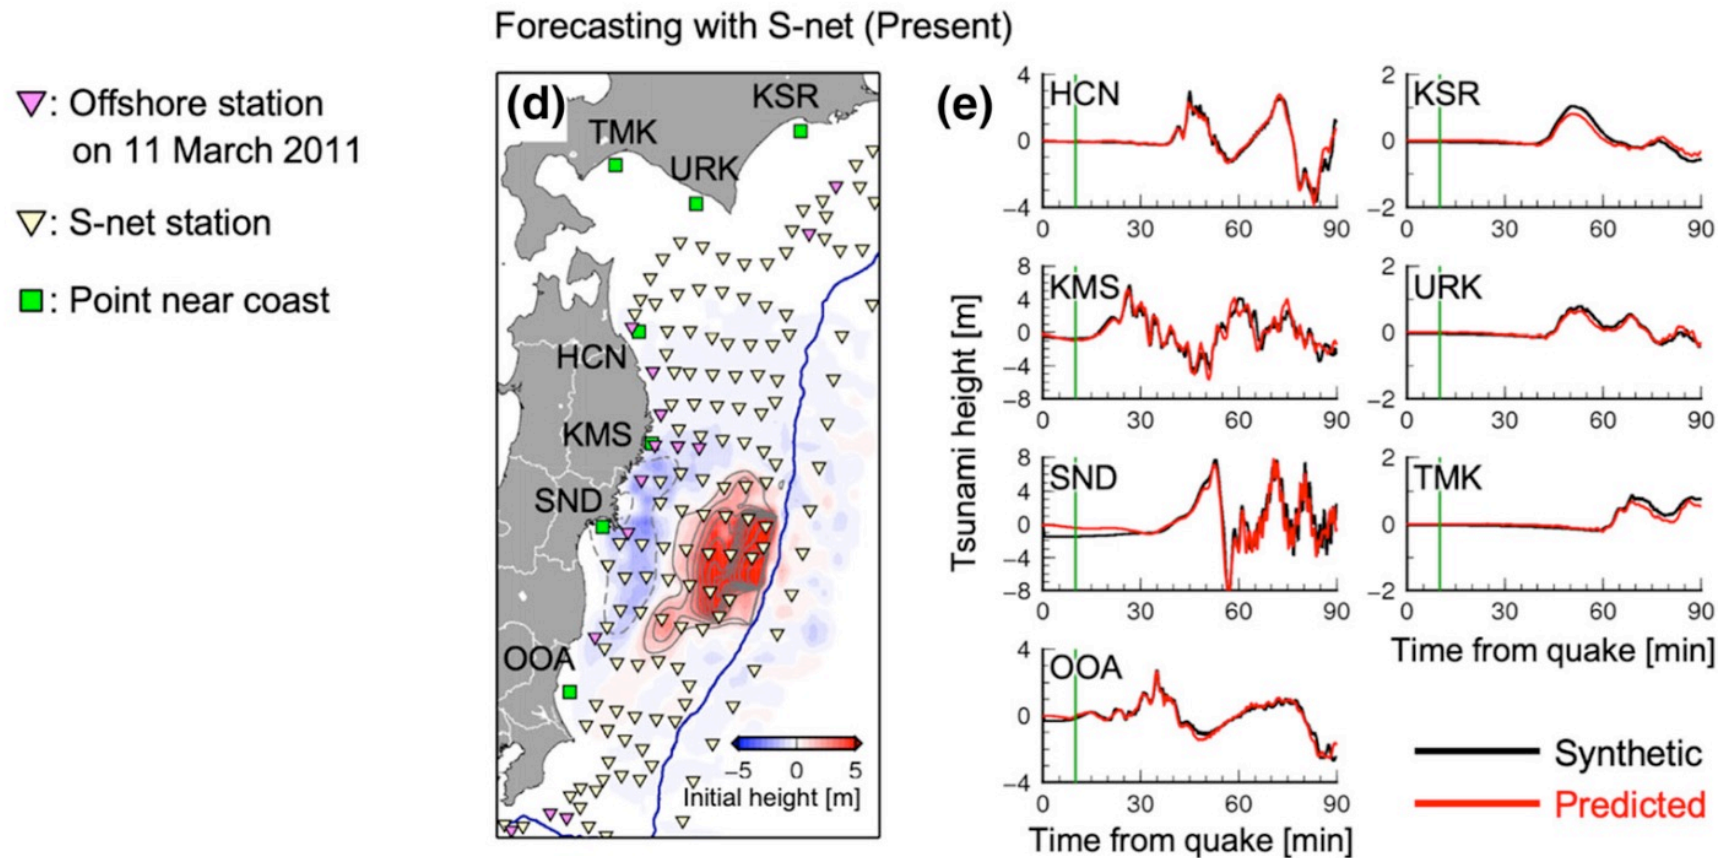 Forecasting with S-net (Present)
: Offshore station
on 11 March 2011
: S-net station
: Point near coast
(d)
KSR
TMK
URK
HCN
KMS
SND
OOA
−5 0 5
Initial height [m]
(e)
Tsunami height [m]
HCN
4
0
−4
0 30 60 90
KSR
2
0
−2
0 30 60 90
KMS
8
4
0
−4
−8
0 30 60 90
URK
2
0
−2
0 30 60 90
SND
8
4
0
−4
−8
0 30 60 90
TMK
2
0
−2
0 30 60 90
Time from quake [min]
OOA
4
0
−4
0 30 60 90
Time from quake [min]
Synthetic
Predicted